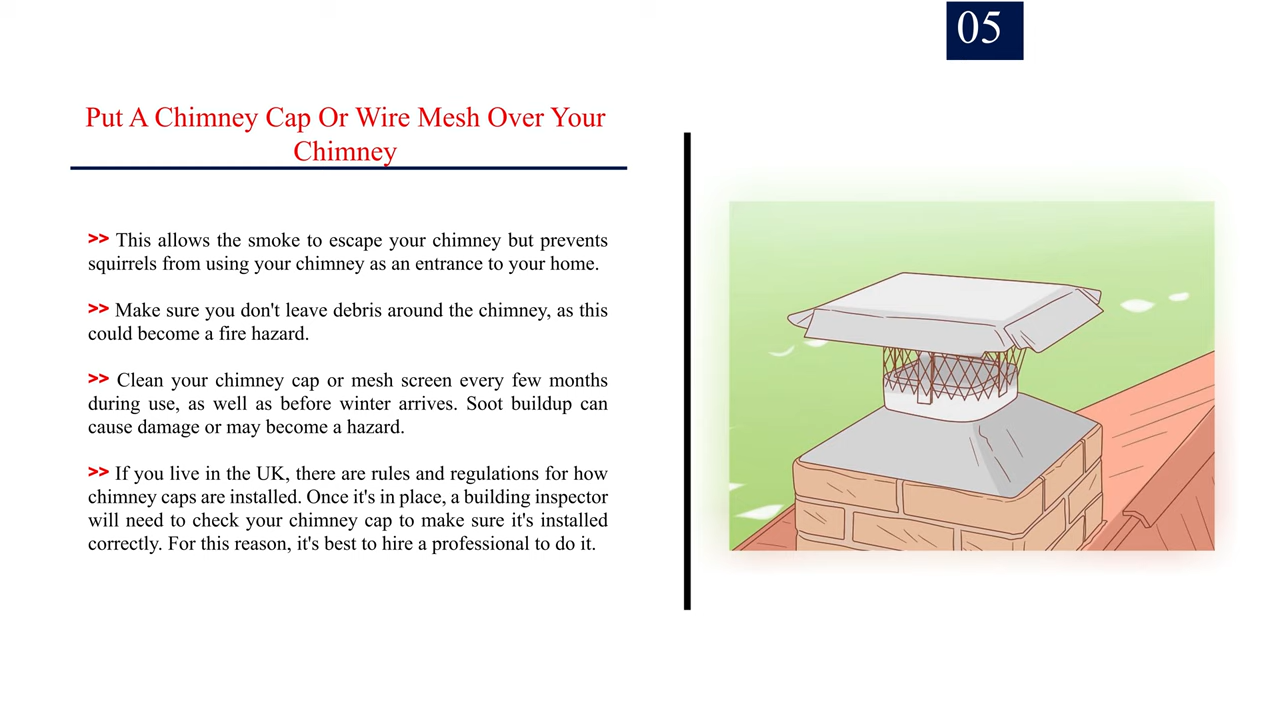 05
Put A Chimney Cap Or Wire Mesh Over Your
Chimney
>> This allows the smoke to escape your chimney but prevents
squirrels from using your chimney as an entrance to your home.
>> Make sure you don't leave debris around the chimney, as this
could become a fire hazard.
>> Clean your chimney cap or mesh screen every few months
during use, as well as before winter arrives. Soot buildup can
cause damage or may become a hazard.
>> If you live in the UK, there are rules and regulations for how
chimney caps are installed. Once it's in place, a building inspector
will need to check your chimney cap to make sure it's installed
correctly. For this reason, it's best to hire a professional to do it.